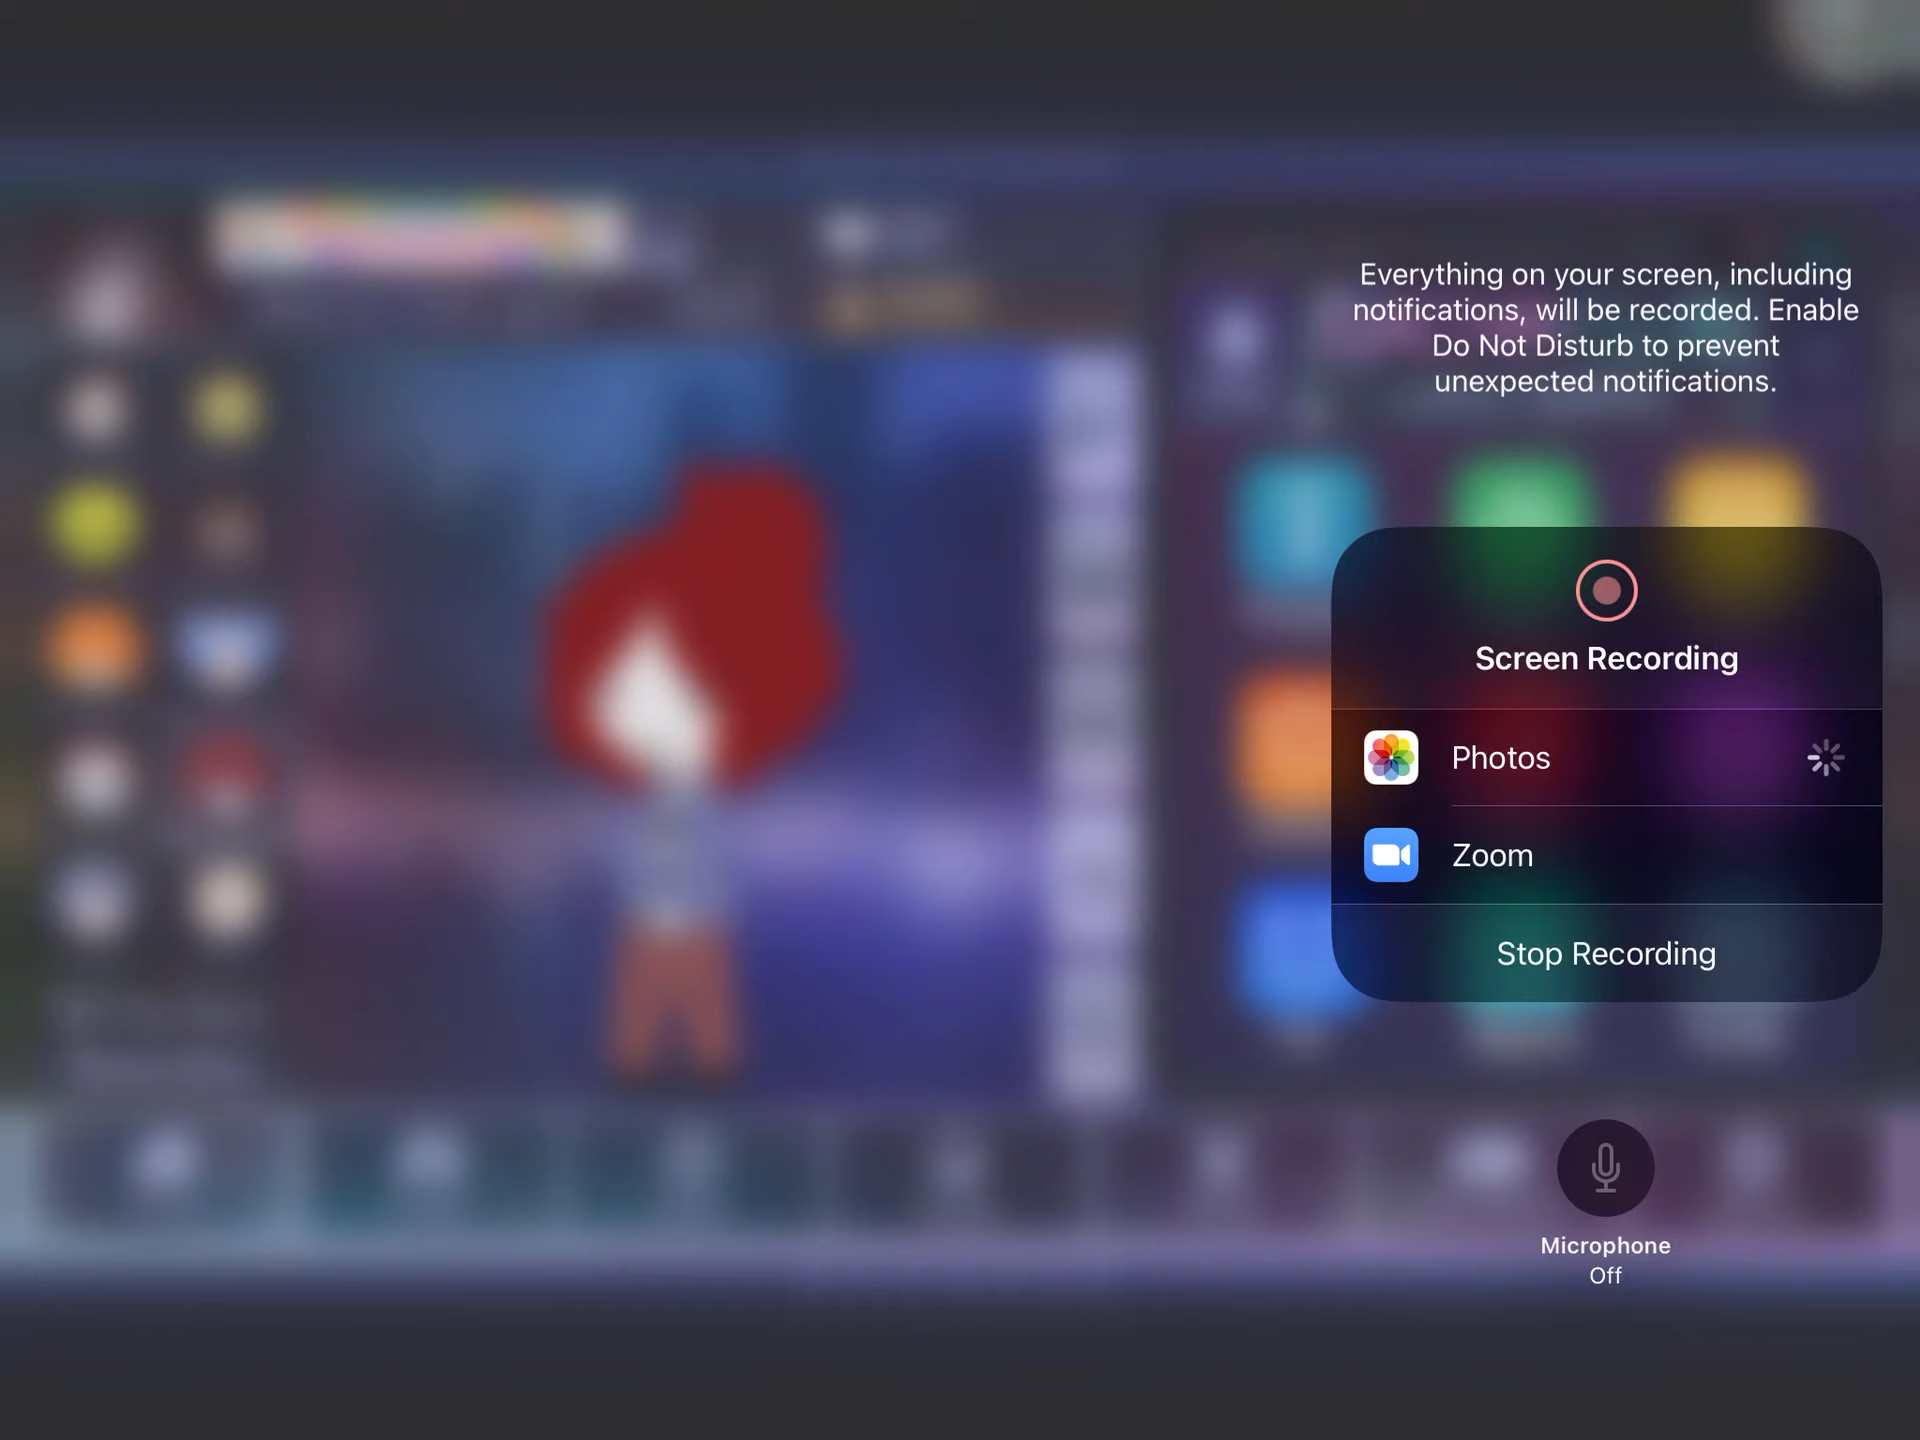 Everything on your screen, including
notifications, will be recorded. Enable
Do Not Disturb to prevent
unexpected notifications.
Screen Recording
Photos
Zoom
Stop Recording
Microphone
Off